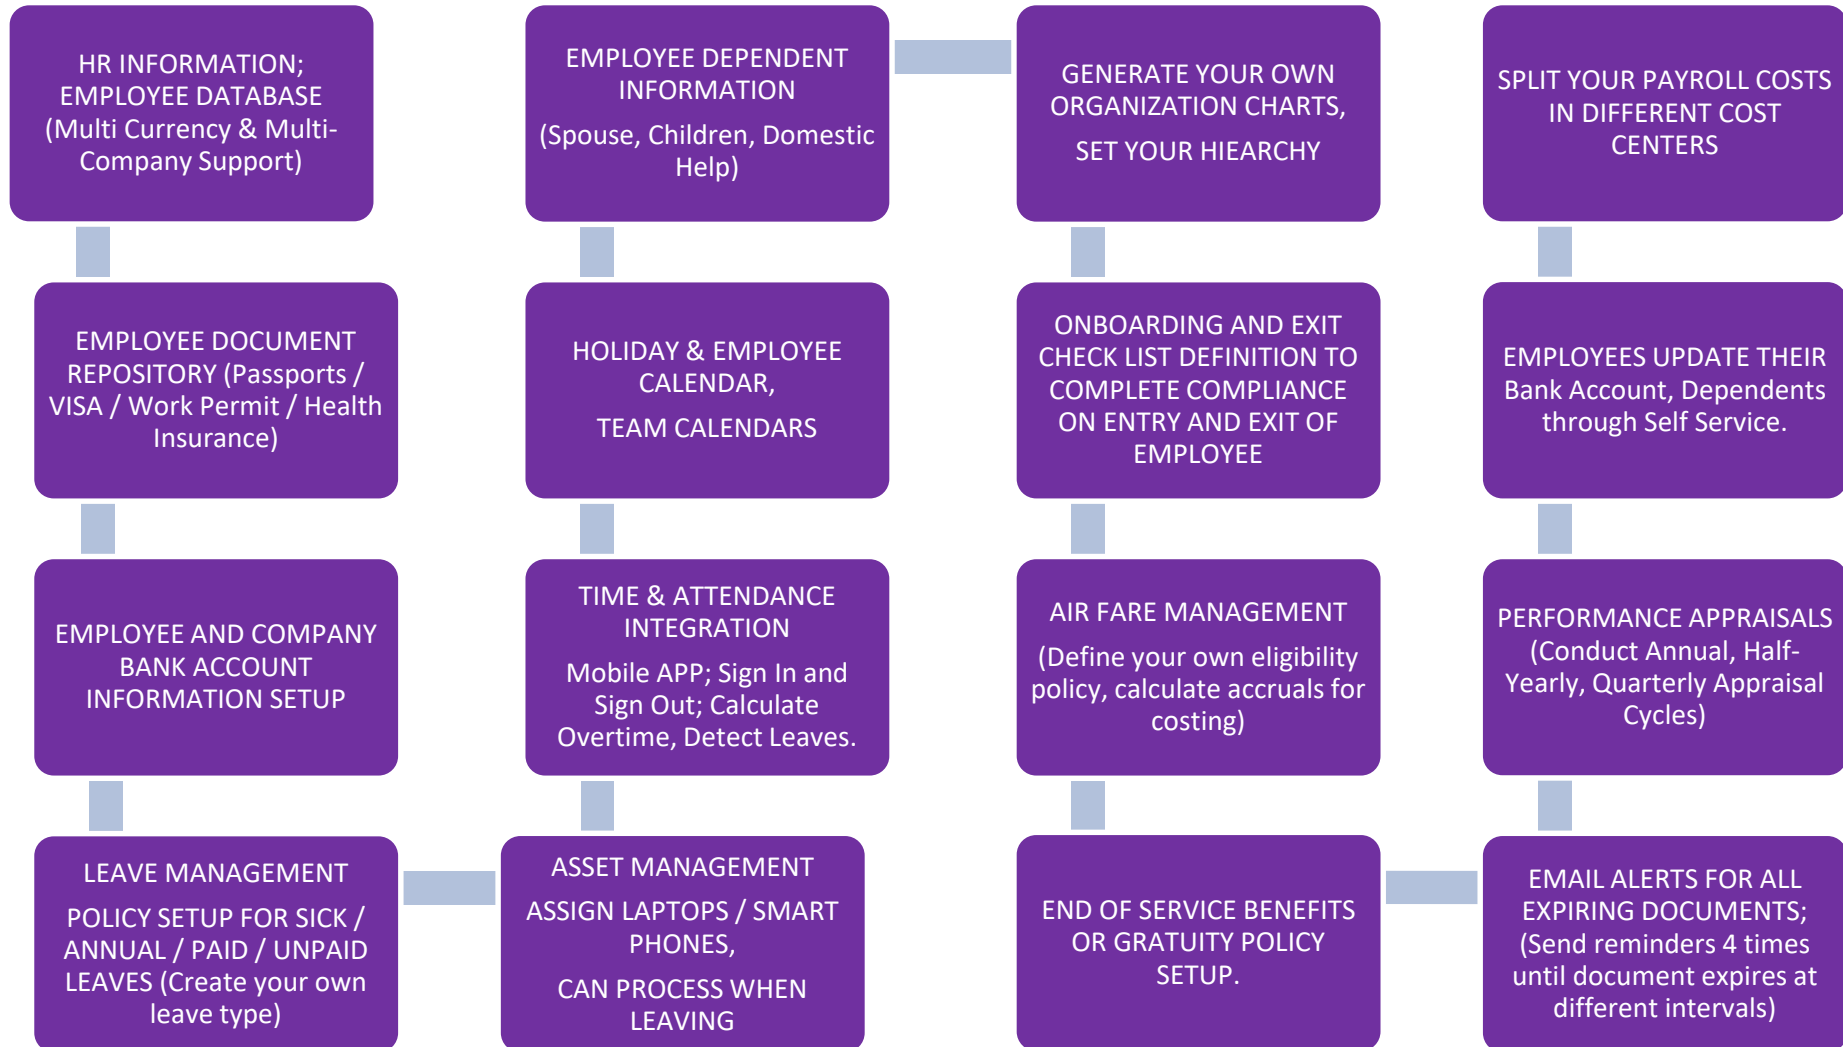 HR INFORMATION;
EMPLOYEE DATABASE
(Multi Currency & Multi-
Company Support)
EMPLOYEE DOCUMENT
REPOSITORY (Passports /
VISA / Work Permit / Health
Insurance)
EMPLOYEE AND COMPANY
BANK ACCOUNT
INFORMATION SETUP
LEAVE MANAGEMENT
POLICY SETUP FOR SICK /
ANNUAL / PAID / UNPAID
LEAVES (Create your own
leave type)
ASSET MANAGEMENT
ASSIGN LAPTOPS / SMART
PHONES,
CAN PROCESS WHEN
LEAVING
TIME & ATTENDANCE
INTEGRATION
Mobile APP; Sign In and
Sign Out; Calculate
Overtime, Detect Leaves.
HOLIDAY & EMPLOYEE
CALENDAR,
TEAM CALENDARS
EMPLOYEE DEPENDENT
INFORMATION
(Spouse, Children, Domestic
Help)
GENERATE YOUR OWN
ORGANIZATION CHARTS,
SET YOUR HIEARCHY
ONBOARDING AND EXIT
CHECK LIST DEFINITION TO
COMPLETE COMPLIANCE
ON ENTRY AND EXIT OF
EMPLOYEE
AIR FARE MANAGEMENT
(Define your own eligibility
policy, calculate accruals for
costing)
END OF SERVICE BENEFITS
OR GRATUITY POLICY
SETUP.
EMAIL ALERTS FOR ALL
EXPIRING DOCUMENTS;
(Send reminders 4 times
until document expires at
different intervals)
PERFORMANCE APPRAISALS
(Conduct Annual, Half-
Yearly, Quarterly Appraisal
Cycles)
EMPLOYEES UPDATE THEIR
Bank Account, Dependents
through Self Service.
SPLIT YOUR PAYROLL COSTS
IN DIFFERENT COST
CENTERS